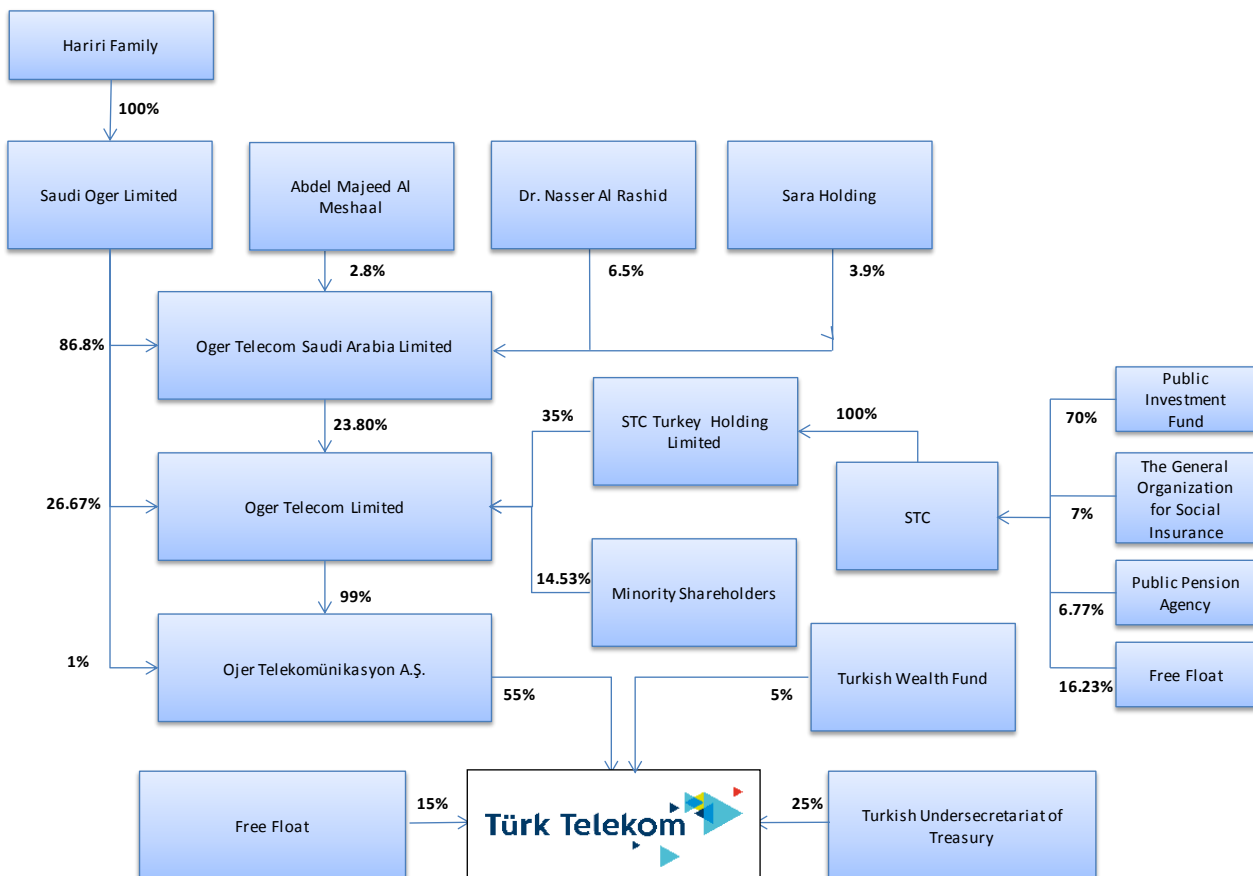 Hariri Family
100%
Saudi Oger Limited
Abdel Majeed Al
Meshaal
Dr. Nasser Al Rashid
Sara Holding
2.8%
6.5%
3.9%
86.8%
Oger Telecom Saudi Arabia Limited
23.80%
35%
STC Turkey Holding
Limited
100%
70%
Public
Investment
Fund
26.67%
Oger Telecom Limited
STC
7%
The General
Organization
for Social
Insurance
99%
14.53%
Minority Shareholders
6.77%
Public Pension
Agency
1%
Ojer Telekomünikasyon A.Ş.
55%
5%
Turkish Wealth Fund
16.23%
Free Float
Free Float
15%
Türk Telekom
25%
Turkish Undersecretariat of
Treasury